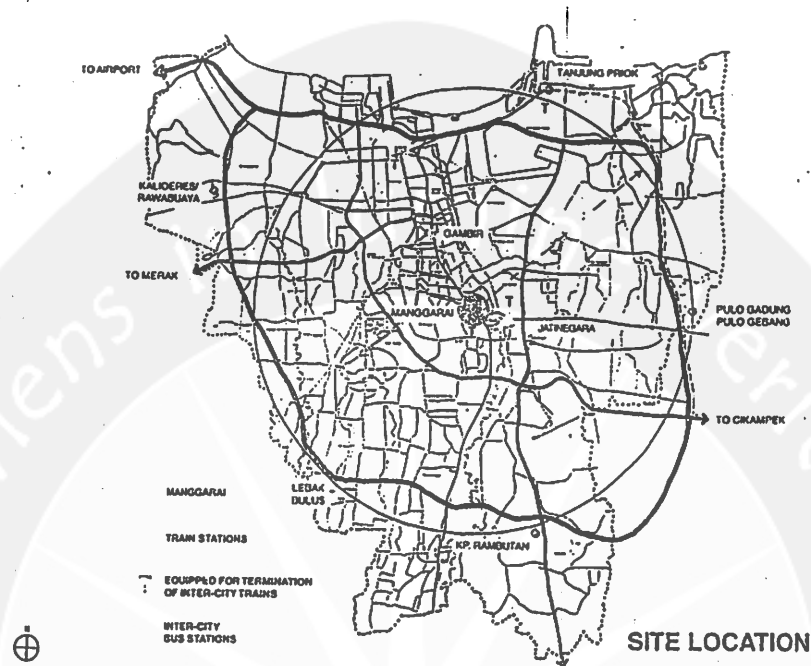 TO AIRPORT
TANJUNG PRIOK
KALIDERES/
RAWABUAYA
GAMBIR
TO MERAK
MANGGARAI
T
JATINEGARA
PULO GADUNG
PULO GEBANG
TO CIKAMPEK
LEBAK
BULUS
KP. RAMBUTAN
MANGGARAI
TRAIN STATIONS
EQUIPPED FOR TERMINATION
OF INTER-CITY TRAINS
INTER-CITY
BUS STATIONS
SITE LOCATION